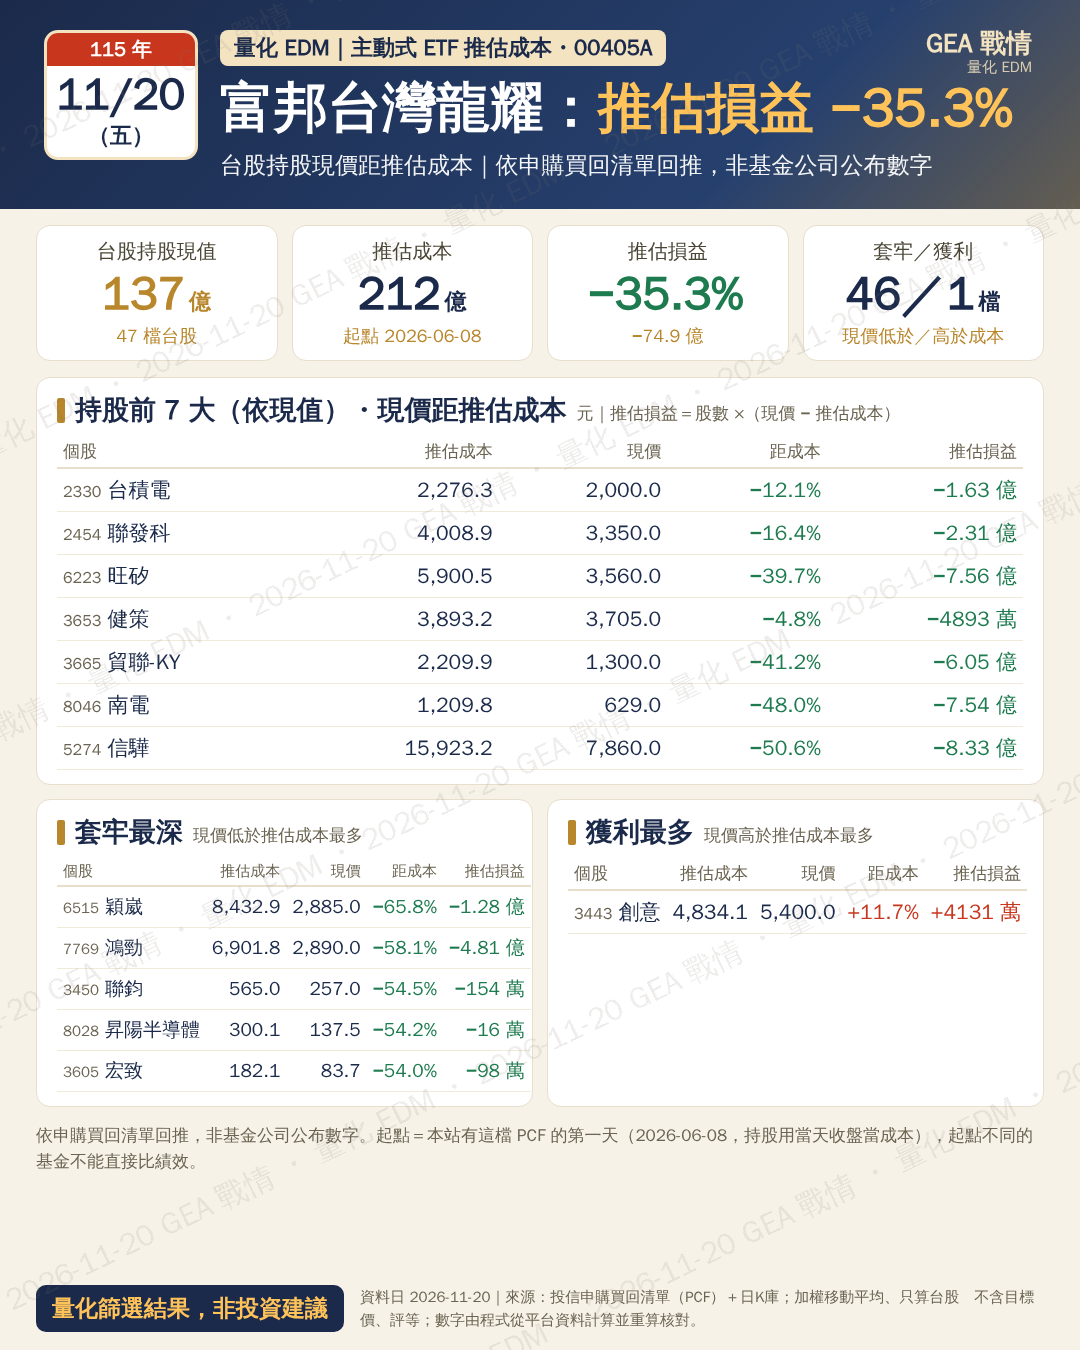 115 年
11/20
（五）
量化 EDM｜主動式 ETF 推估成本・00405A
GEA 戰情
量化 EDM
富邦台灣龍耀：推估損益 −35.3%
台股持股現價距推估成本｜依申購買回清單回推，非基金公司公布數字
台股持股現值
137 億
47 檔台股
推估成本
212 億
起點 2026-06-08
推估損益
−35.3%
−74.9 億
套牢／獲利
46／1 檔
現價低於／高於成本
持股前 7 大（依現值）・現價距推估成本 元｜推估損益＝股數 ×（現價 − 推估成本）
個股 推估成本 現價 距成本 推估損益
2330 台積電 2,276.3 2,000.0 −12.1% −1.63 億
2454 聯發科 4,008.9 3,350.0 −16.4% −2.31 億
6223 旺矽 5,900.5 3,560.0 −39.7% −7.56 億
3653 健策 3,893.2 3,705.0 −4.8% −4893 萬
3665 貿聯-KY 2,209.9 1,300.0 −41.2% −6.05 億
8046 南電 1,209.8 629.0 −48.0% −7.54 億
5274 信驊 15,923.2 7,860.0 −50.6% −8.33 億
套牢最深 現價低於推估成本最多
個股 推估成本 現價 距成本 推估損益
6515 穎崴 8,432.9 2,885.0 −65.8% −1.28 億
7769 鴻勁 6,901.8 2,890.0 −58.1% −4.81 億
3450 聯鈞 565.0 257.0 −54.5% −154 萬
8028 昇陽半導體 300.1 137.5 −54.2% −16 萬
3605 宏致 182.1 83.7 −54.0% −98 萬
獲利最多 現價高於推估成本最多
個股 推估成本 現價 距成本 推估損益
3443 創意 4,834.1 5,400.0 +11.7% +4131 萬
依申購買回清單回推，非基金公司公布數字。起點＝本站有這檔 PCF 的第一天（2026-06-08，持股用當天收盤當成本），起點不同的
基金不能直接比績效。
量化篩選結果，非投資建議
資料日 2026-11-20｜來源：投信申購買回清單（PCF）＋日K庫；加權移動平均、只算台股　不含目標
價、評等；數字由程式從平台資料計算並重算核對。